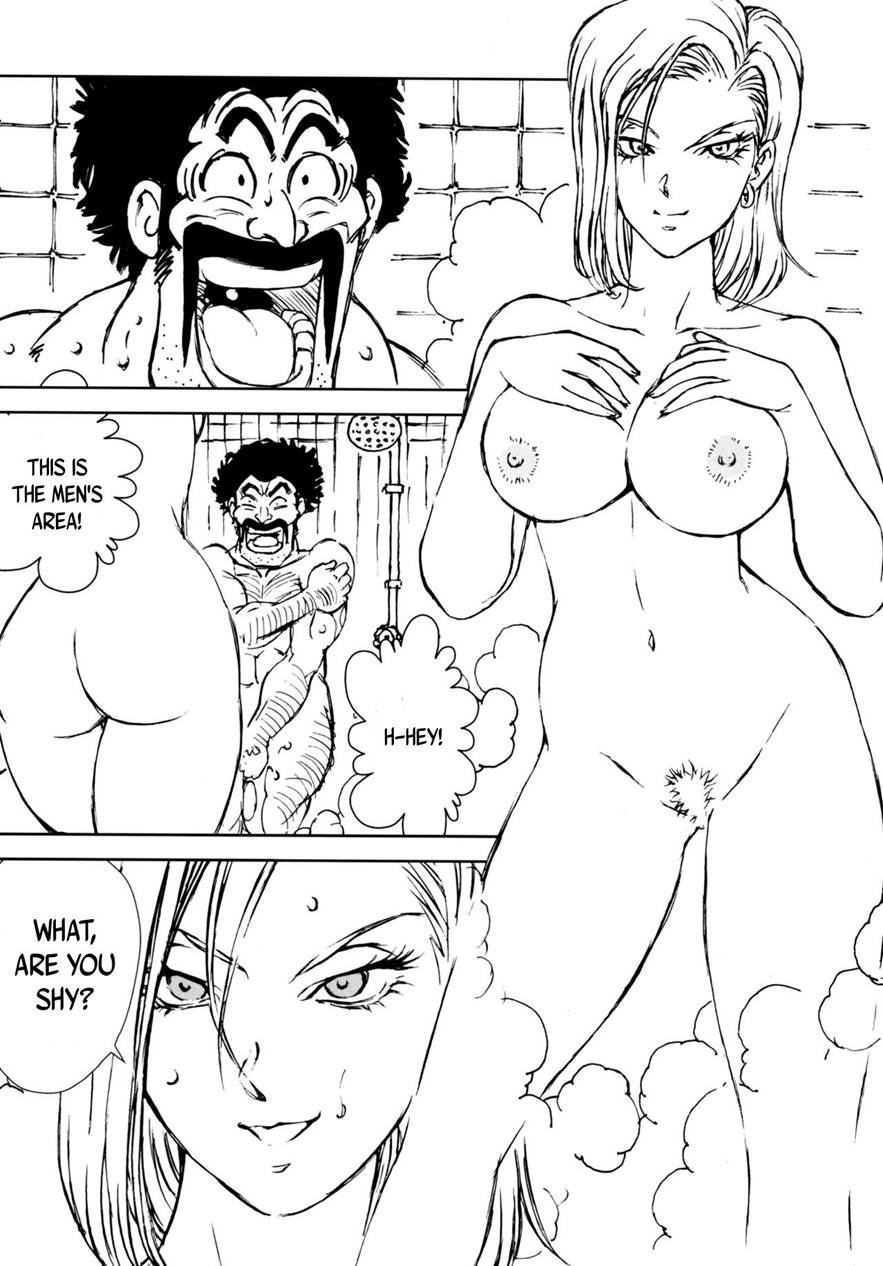 THIS IS
THE MEN'S
AREA!
H-HEY!
WHAT,
ARE YOU
SHY?